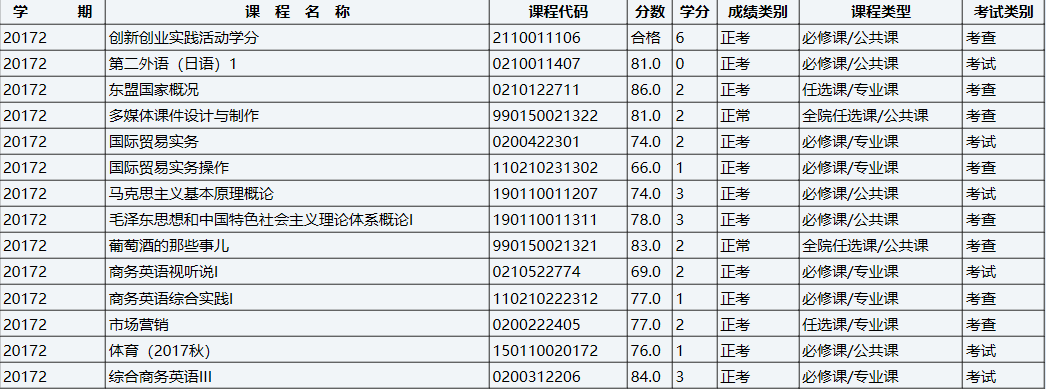 学 期 课 程 名 称 课程代码 分数 学分 成绩类别 课程类型 考试类别
20172 创新创业实践活动学分 2110011106 合格 6 正考 必修课/公共课 考查
20172 第二外语（日语）1 0210011407 81.0 0 正考 必修课/公共课 考试
20172 东盟国家概况 0210122711 86.0 2 正考 任选课/专业课 考查
20172 多媒体课件设计与制作 990150021322 81.0 2 正常 全院任选课/公共课 考查
20172 国际贸易实务 0200422301 74.0 2 正考 必修课/专业课 考试
20172 国际贸易实务操作 110210231302 66.0 1 正考 必修课/专业课 考查
20172 马克思主义基本原理概论 190110011207 74.0 3 正考 必修课/公共课 考试
20172 毛泽东思想和中国特色社会主义理论体系概论I 190110011311 78.0 3 正考 必修课/公共课 考查
20172 葡萄酒的那些事儿 990150021321 83.0 2 正常 全院任选课/公共课 考查
20172 商务英语视听说I 0210522774 69.0 2 正考 必修课/专业课 考试
20172 商务英语综合实践I 110210222312 77.0 1 正考 必修课/专业课 考查
20172 市场营销 0200222405 77.0 2 正考 任选课/专业课 考查
20172 体育（2017秋） 150110020172 76.0 1 正考 必修课/公共课 考试
20172 综合商务英语III 0200312206 84.0 3 正考 必修课/专业课 考试